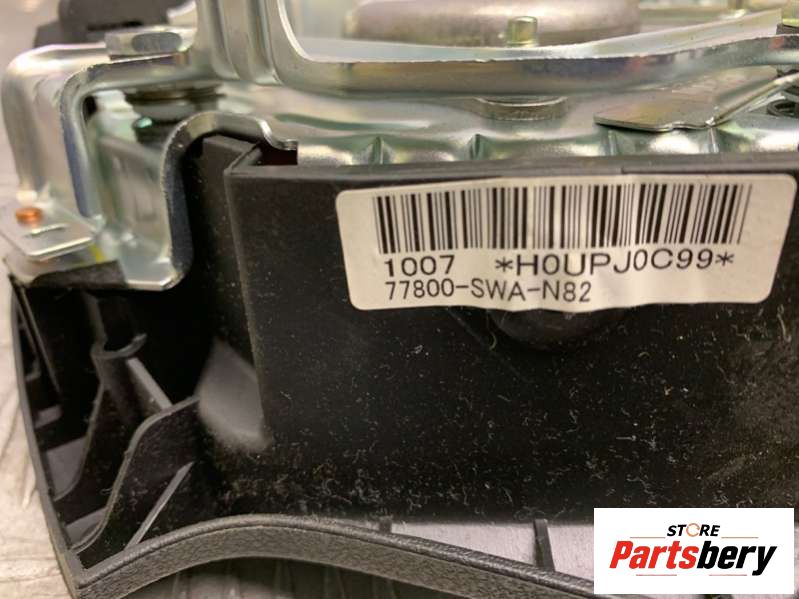 1007 *H0UPJ0C99*
77800-SWA-N82
STORE
Partsbery